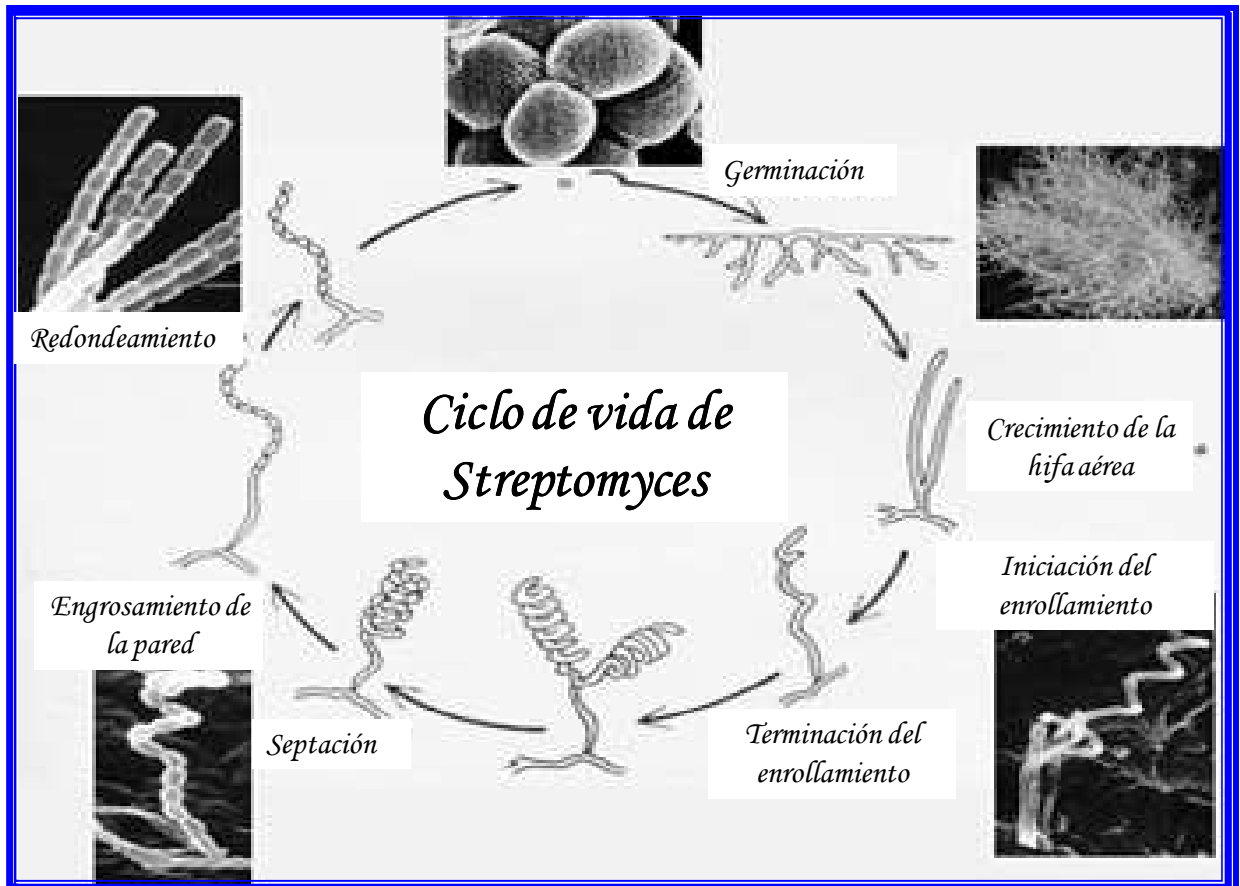 Germinación
Redondeamiento
Ciclo de vida de
Streptomyces
Crecimiento de la
hifa aérea
Iniciación del
enrollamiento
Engrosamiento de
la pared
Septación
Terminación del
enrollamiento